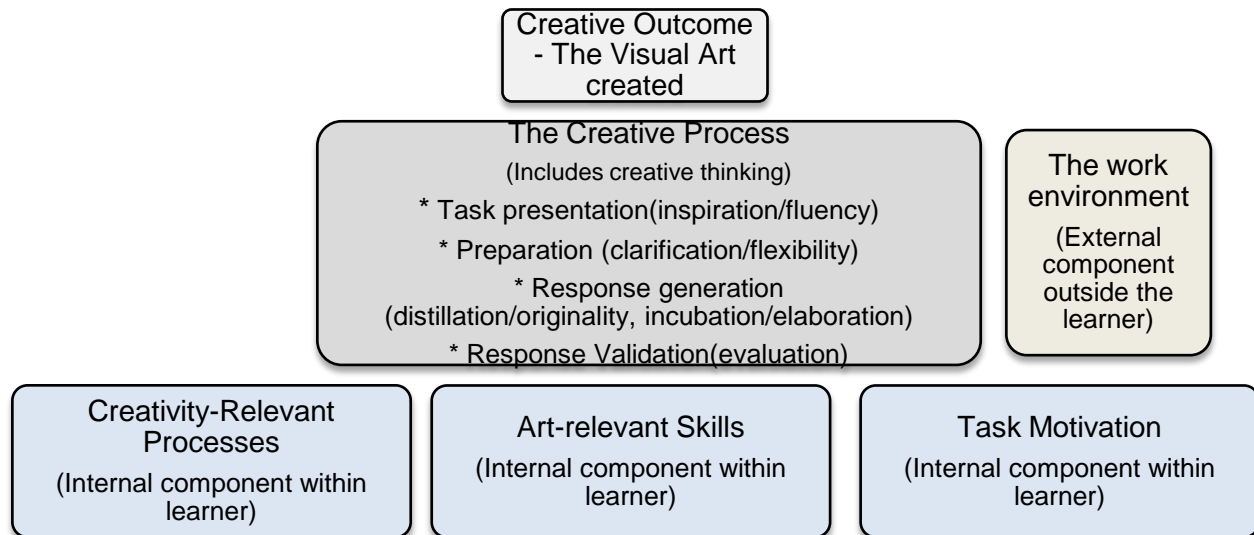 Creative Outcome
- The Visual Art
created
The Creative Process
(Includes creative thinking)
* Task presentation(inspiration/fluency)
* Preparation (clarification/flexibility)
* Response generation
(distillation/originality, incubation/elaboration)
* Response Validation(evaluation)
The work
environment
(External
component
outside the
learner)
Creativity-Relevant
Processes
(Internal component within
learner)
Art-relevant Skills
(Internal component within
learner)
Task Motivation
(Internal component within
learner)